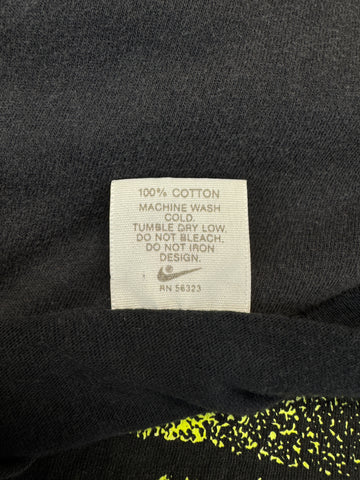 100% COTTON
MACHINE WASH
COLD.
TUMBLE DRY LOW.
DO NOT BLEACH.
DO NOT IRON
DESIGN.
RN 56323